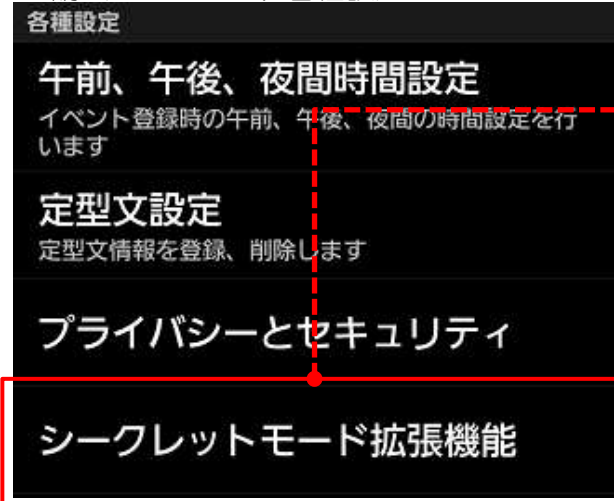 各種設定
午前、午後、夜間時間設定
イベント登録時の午前、午後、夜間の時間設定を行
います
定型文設定
定型文情報を登録、削除します
プライバシーとセキュリティ
シークレットモード拡張機能